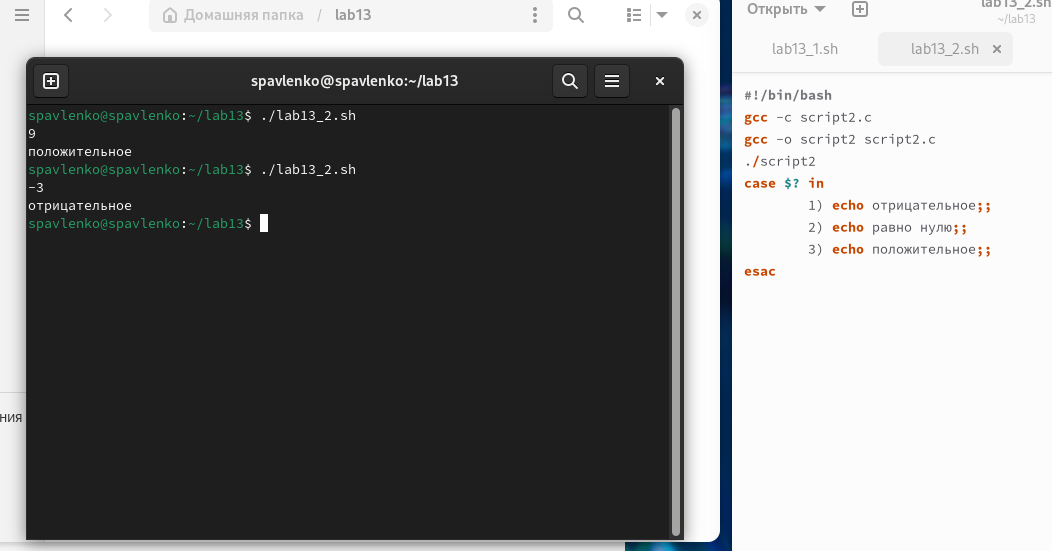 Домашняя папка / lab13
spavlenko@spavlenko:~/lab13
spavlenko@spavlenko:~/lab13$ ./lab13_2.sh
9
положительное
spavlenko@spavlenko:~/lab13$ ./lab13_2.sh
-3
отрицательное
spavlenko@spavlenko:~/lab13$
ния
Открыть
lab13_2.sh
~/lab13
lab13_1.sh
lab13_2.sh
#!/bin/bash
gcc -c script2.c
gcc -o script2 script2.c
./script2
case $? in
1) echo отрицательное;;
2) echo равно нулю;;
3) echo положительное;;
esac